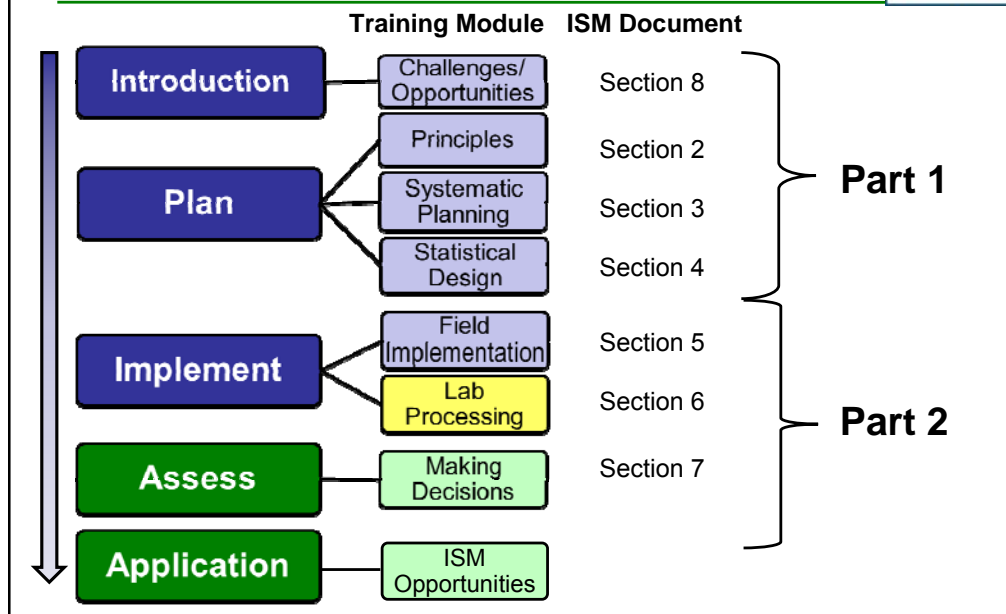 Training Module ISM Document
Introduction
Challenges/
Opportunities
Section 8
Plan
Principles
Section 2
Systematic
Planning
Section 3
Statistical
Design
Section 4
Part 1
Implement
Field
Implementation
Section 5
Lab
Processing
Section 6
Part 2
Assess
Making
Decisions
Section 7
Application
ISM
Opportunities